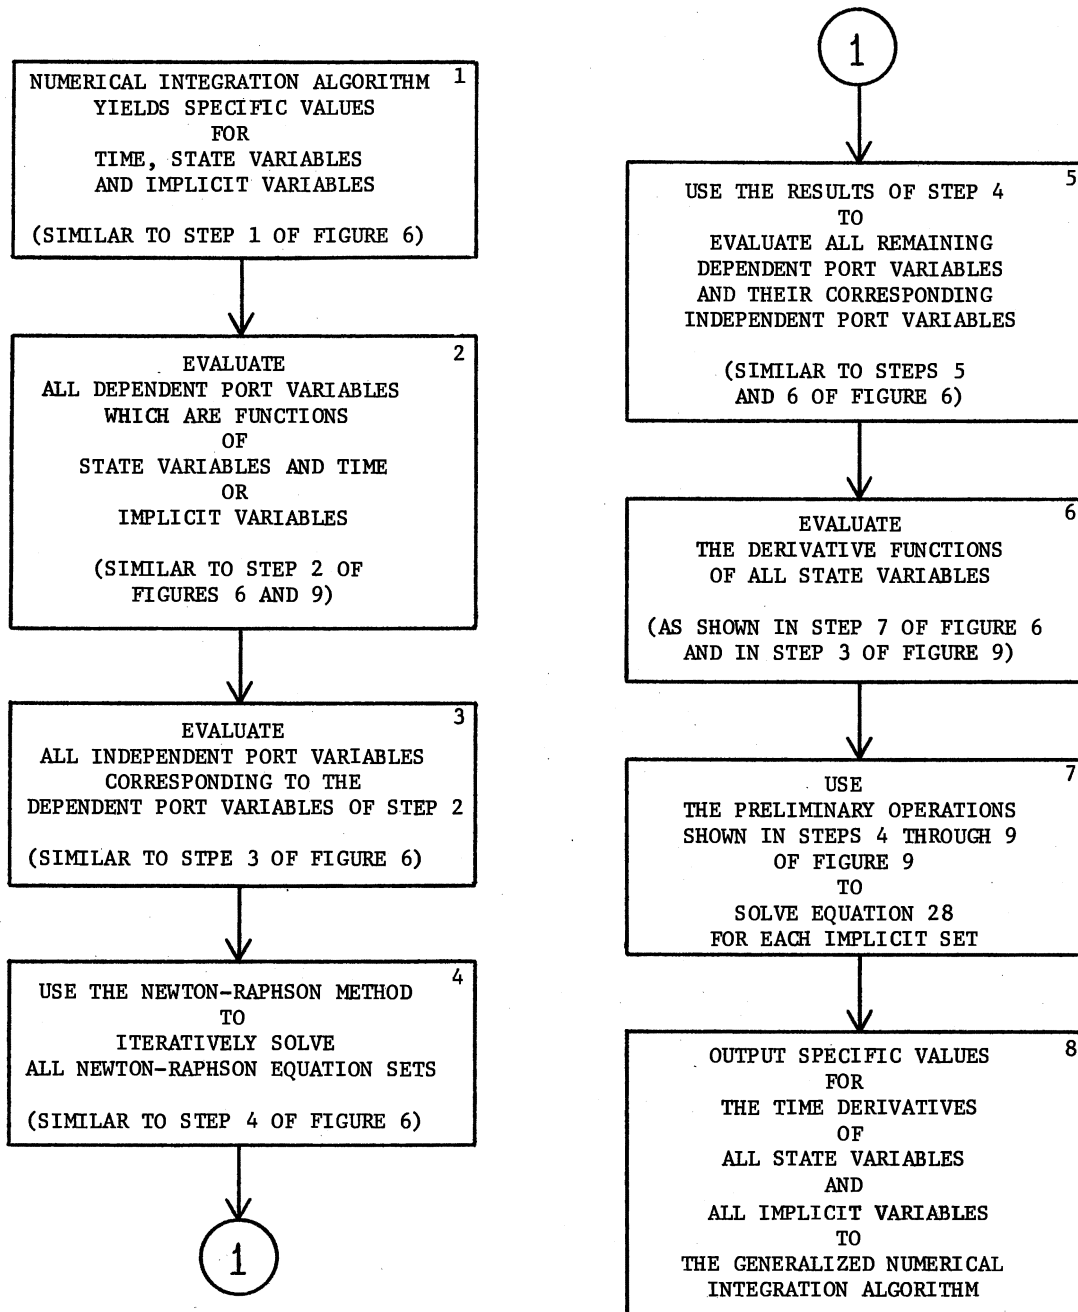 1
NUMERICAL INTEGRATION ALGORITHM
YIELDS SPECIFIC VALUES
FOR
TIME, STATE VARIABLES
AND IMPLICIT VARIABLES
(SIMILAR TO STEP 1 OF FIGURE 6)
2
EVALUATE
ALL DEPENDENT PORT VARIABLES
WHICH ARE FUNCTIONS
OF
STATE VARIABLES AND TIME
OR
IMPLICIT VARIABLES
(SIMILAR TO STEP 2 OF
FIGURES 6 AND 9)
3
EVALUATE
ALL INDEPENDENT PORT VARIABLES
CORRESPONDING TO THE
DEPENDENT PORT VARIABLES OF STEP 2
(SIMILAR TO STPE 3 OF FIGURE 6)
4
USE THE NEWTON-RAPHSON METHOD
TO
ITERATIVELY SOLVE
ALL NEWTON-RAPHSON EQUATION SETS
(SIMILAR TO STEP 4 OF FIGURE 6)
1
1
5
USE THE RESULTS OF STEP 4
TO
EVALUATE ALL REMAINING
DEPENDENT PORT VARIABLES
AND THEIR CORRESPONDING
INDEPENDENT PORT VARIABLES
(SIMILAR TO STEPS 5
AND 6 OF FIGURE 6)
6
EVALUATE
THE DERIVATIVE FUNCTIONS
OF ALL STATE VARIABLES
(AS SHOWN IN STEP 7 OF FIGURE 6
AND IN STEP 3 OF FIGURE 9)
7
USE
THE PRELIMINARY OPERATIONS
SHOWN IN STEPS 4 THROUGH 9
OF FIGURE 9
TO
SOLVE EQUATION 28
FOR EACH IMPLICIT SET
8
OUTPUT SPECIFIC VALUES
FOR
THE TIME DERIVATIVES
OF
ALL STATE VARIABLES
AND
ALL IMPLICIT VARIABLES
TO
THE GENERALIZED NUMERICAL
INTEGRATION ALGORITHM